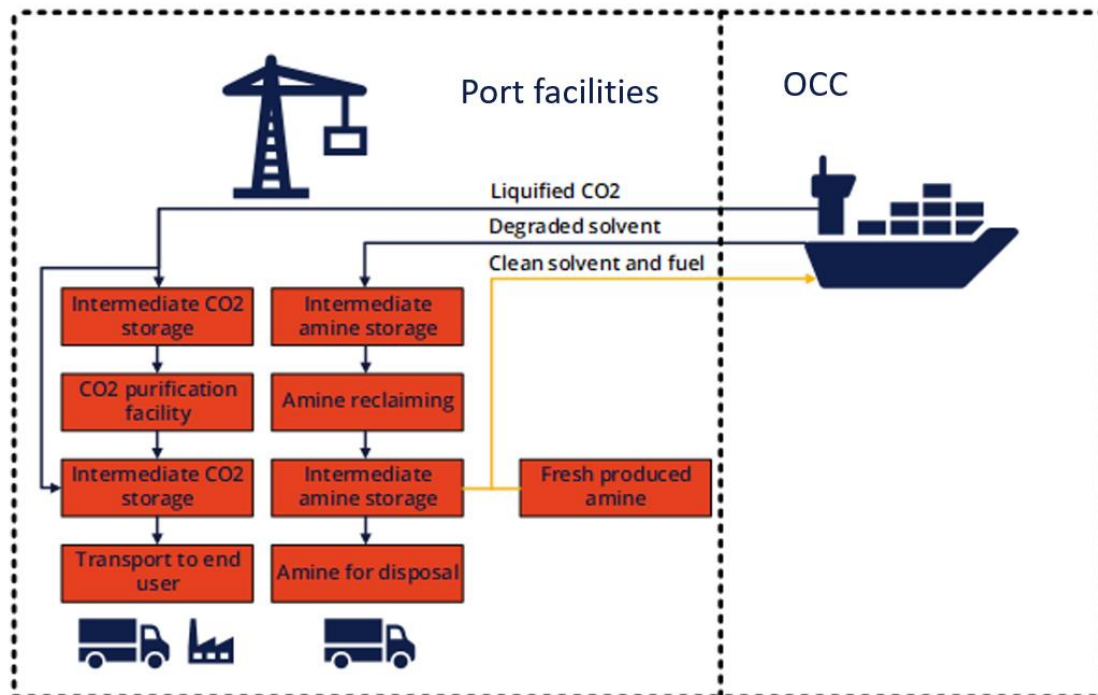 Port facilities
OCC
Liquified CO2
Degraded solvent
Clean solvent and fuel
Intermediate CO2
storage
Intermediate
amine storage
CO2 purification
facility
Amine reclaiming
Intermediate CO2
storage
Intermediate
amine storage
Fresh produced
amine
Transport to end
user
Amine for disposal